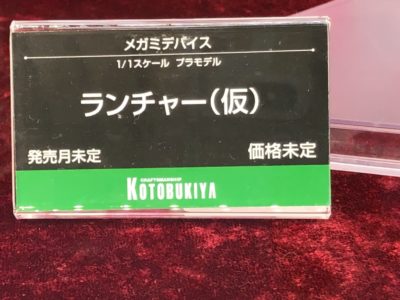 メガミデバイス
1/1スケール プラモデル
ランチャー(仮)
発売月未定 価格未定
CRAFTSMANSHIP
KOTOBUKIYA